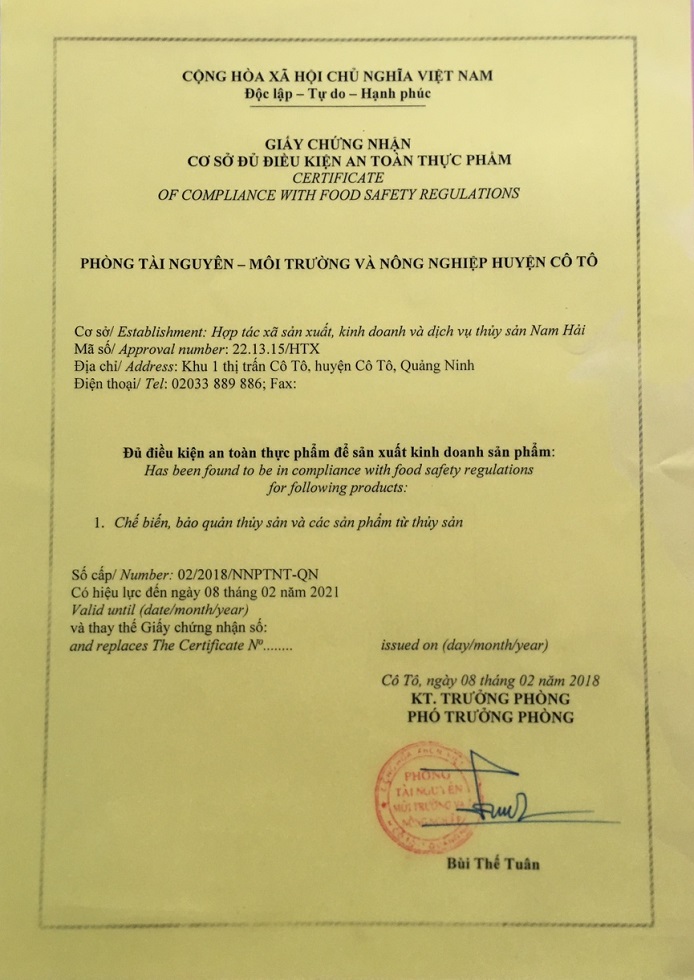 CỘNG HÒA XÃ HỘI CHỦ NGHĨA VIỆT NAM
Độc lập – Tự do – Hạnh phúc
GIẤY CHỨNG NHẬN
CƠ SỞ ĐỦ ĐIỀU KIỆN AN TOÀN THỰC PHẨM
CERTIFICATE
OF COMPLIANCE WITH FOOD SAFETY REGULATIONS
PHÒNG TÀI NGUYÊN – MÔI TRƯỜNG VÀ NÔNG NGHIỆP HUYỆN CÔ TÔ
Cơ sở/ Establishment: Hợp tác xã sản xuất, kinh doanh và dịch vụ thủy sản Nam Hải
Mã số/ Approval number: 22.13.15/HTX
Địa chỉ/ Address: Khu 1 thị trấn Cô Tô, huyện Cô Tô, Quảng Ninh
Điện thoại/ Tel: 02033 889 886; Fax:
Đủ điều kiện an toàn thực phẩm để sản xuất kinh doanh sản phẩm:
Has been found to be in compliance with food safety regulations
for following products:
1. Chế biến, bảo quản thủy sản và các sản phẩm từ thủy sản
Số cấp/ Number: 02/2018/NNPTNT-QN
Có hiệu lực đến ngày 08 tháng 02 năm 2021
Valid until (date/month/year)
và thay thế Giấy chứng nhận số:
and replaces The Certificate Nº........
issued on (day/month/year)
Cô Tô, ngày 08 tháng 02 năm 2018
KT. TRƯỞNG PHÒNG
PHÓ TRƯỞNG PHÒNG
PHÒNG
TÀI NGUYÊN
MÔI TRƯỜNG VÀ
NÔNG NGHIỆP
Bùi Thế Tuân